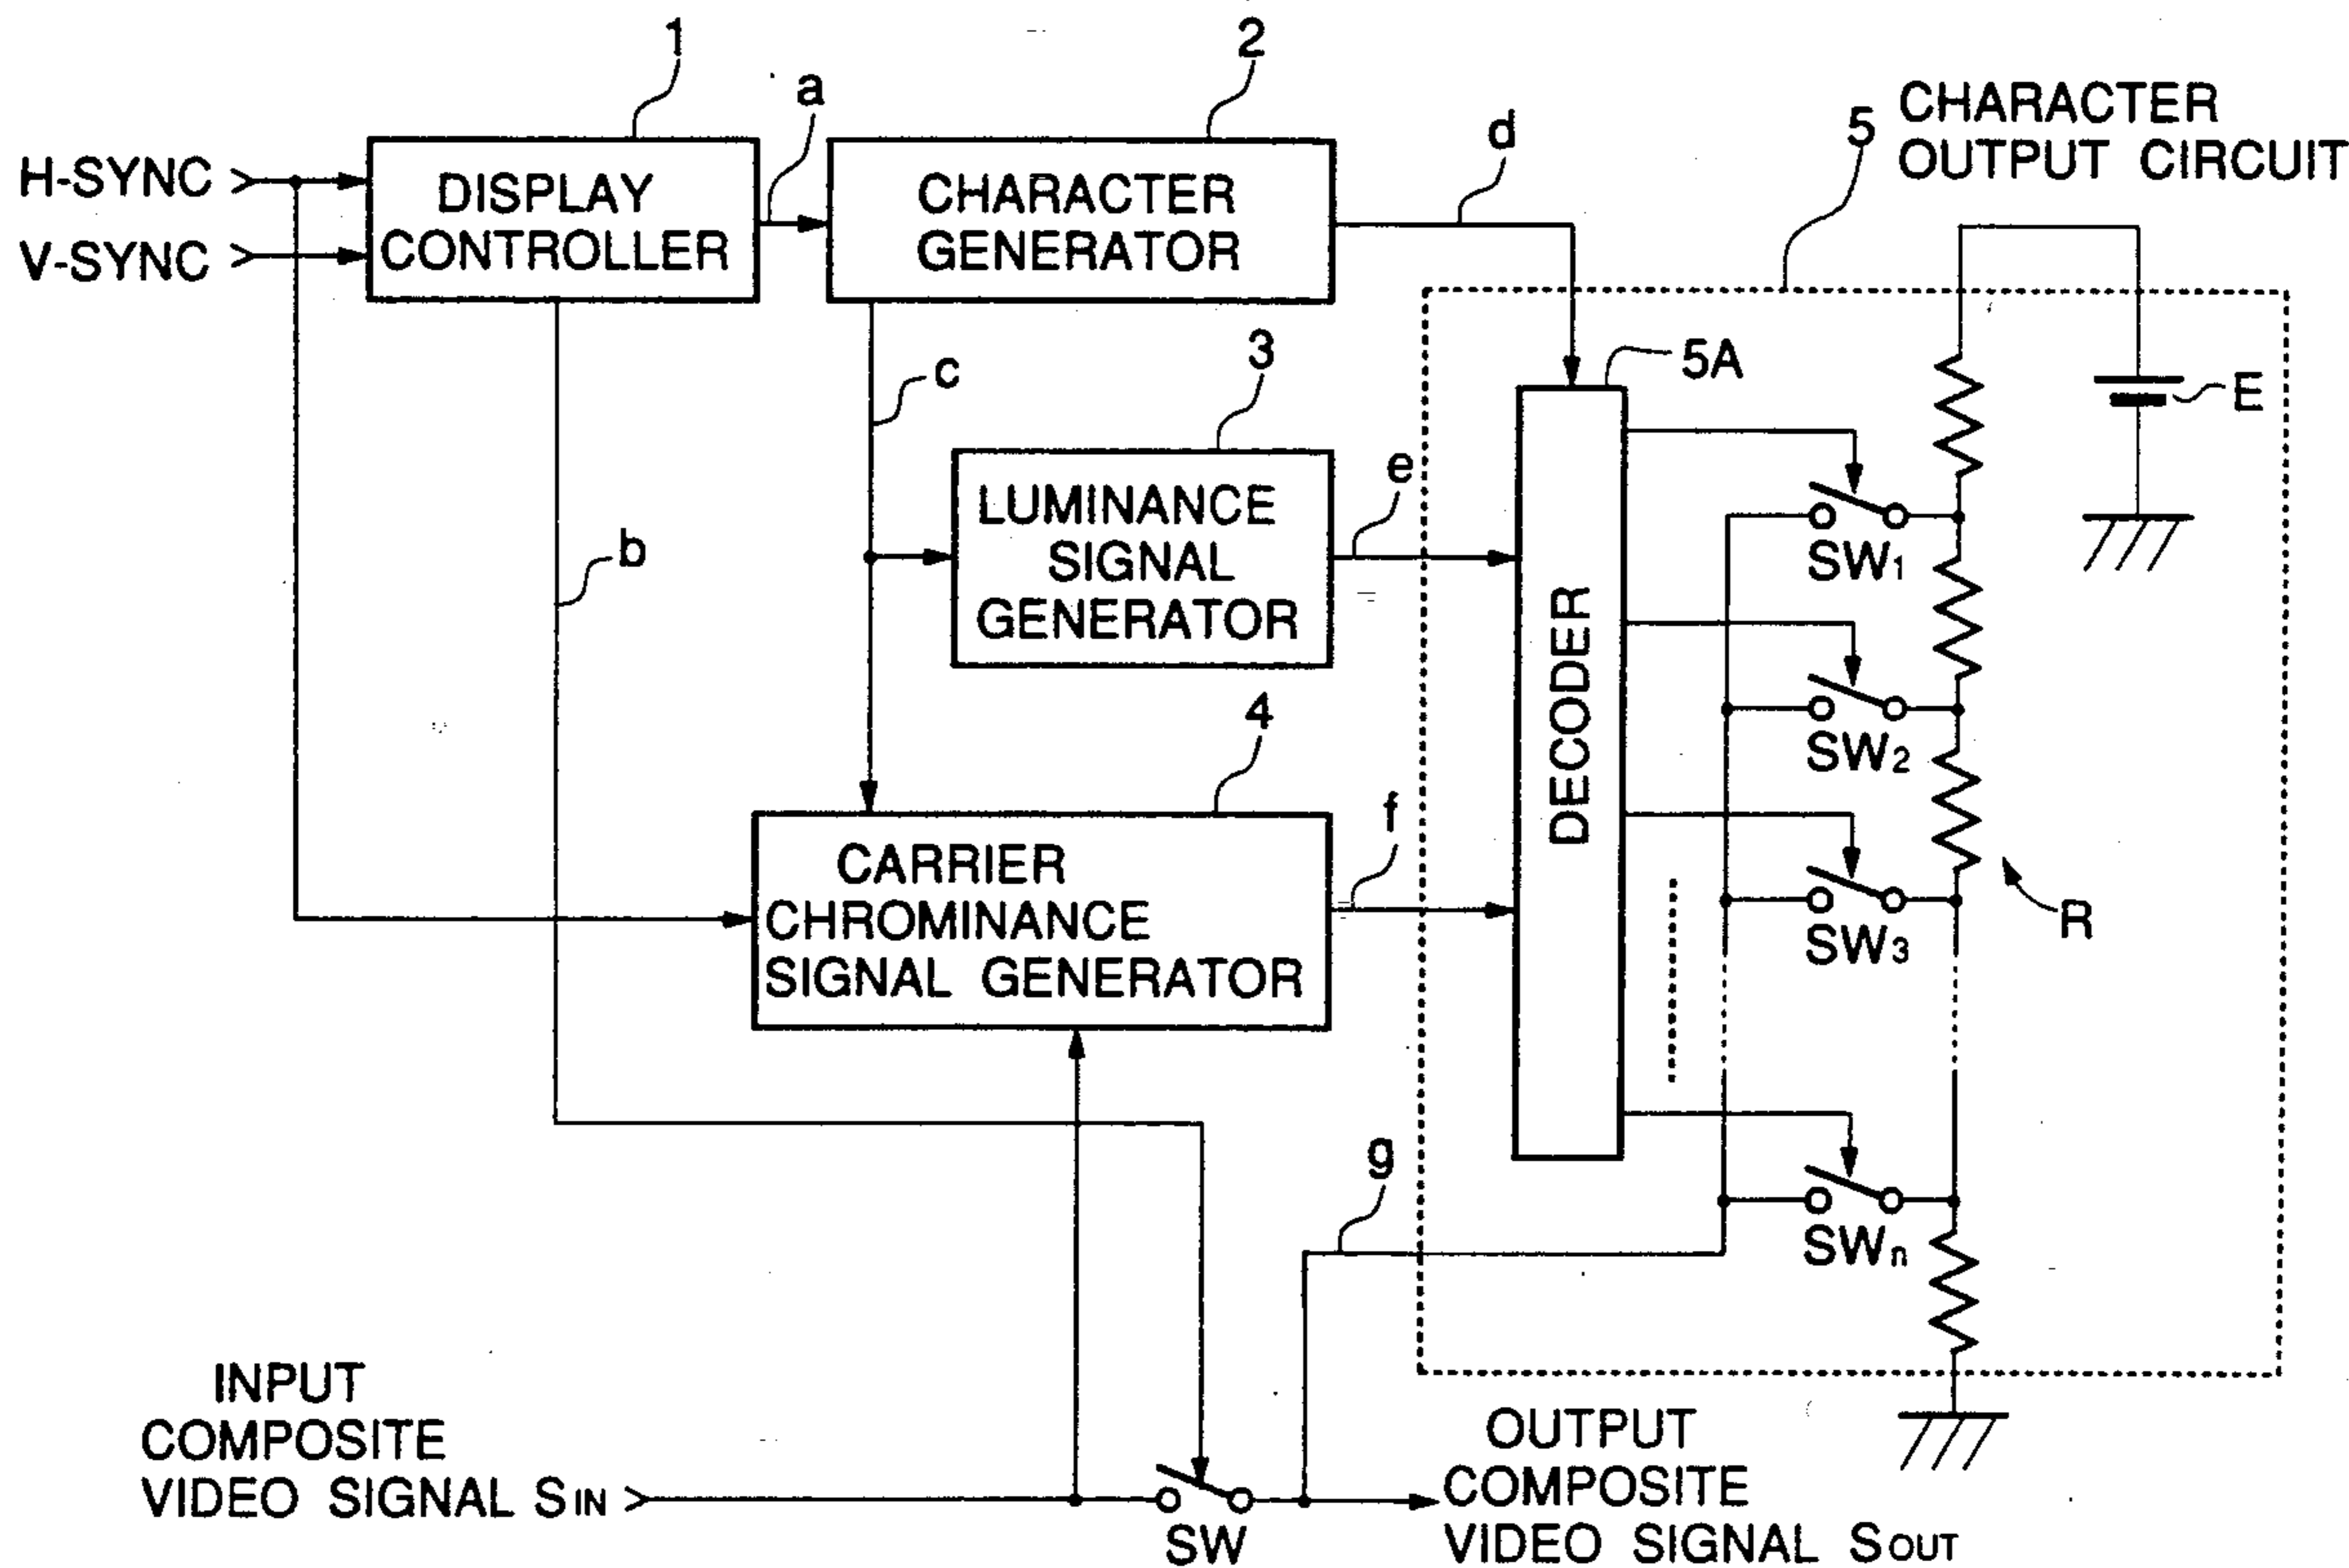 1
2
a
d
5 CHARACTER
OUTPUT CIRCUIT
H-SYNC
V-SYNC
DISPLAY
CONTROLLER
CHARACTER
GENERATOR
c
3
5A
E
b
LUMINANCE
SIGNAL
GENERATOR
e
DECODER
SW1
SW2
SW3
SWn
R
4
CARRIER
CHROMINANCE
SIGNAL GENERATOR
f
g
INPUT
COMPOSITE
VIDEO SIGNAL SIN
SW
OUTPUT
COMPOSITE
VIDEO SIGNAL SOUT